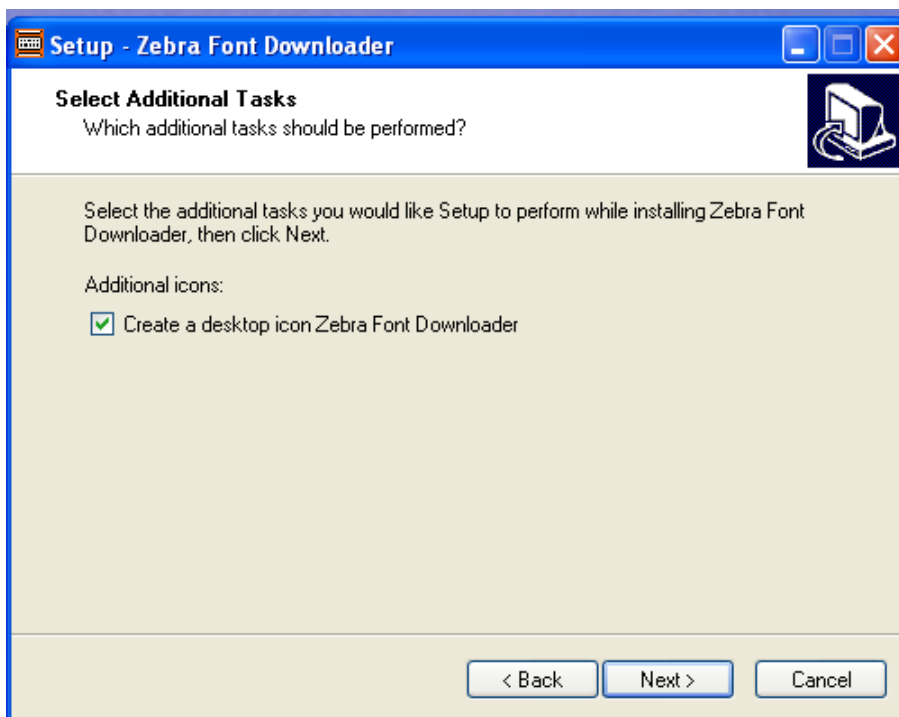 Setup - Zebra Font Downloader
Select Additional Tasks
Which additional tasks should be performed?
Select the additional tasks you would like Setup to perform while installing Zebra Font
Downloader, then click Next.
Additional icons:
Create a desktop icon Zebra Font Downloader
< Back Next > Cancel